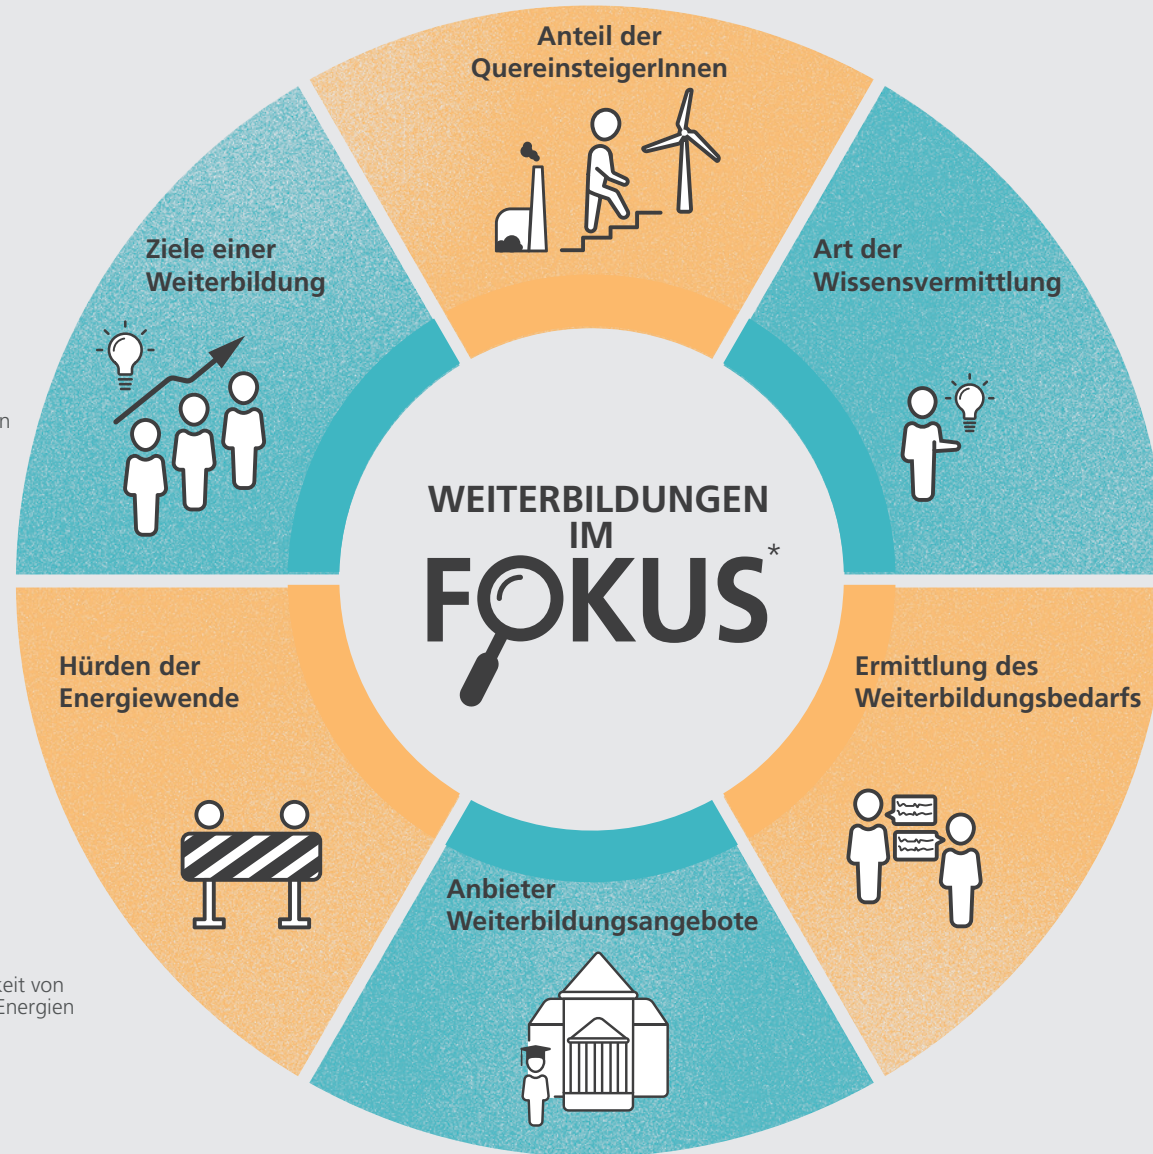 Anteil der
QuereinsteigerInnen
Ziele einer
Weiterbildung
Art der
Wissensvermittlung
WEITERBILDUNGEN
IM
FOKUS*
Hürden der
Energiewende
Ermittlung des
Weiterbildungsbedarfs
Anbieter
Weiterbildungsangebote
von
Energien